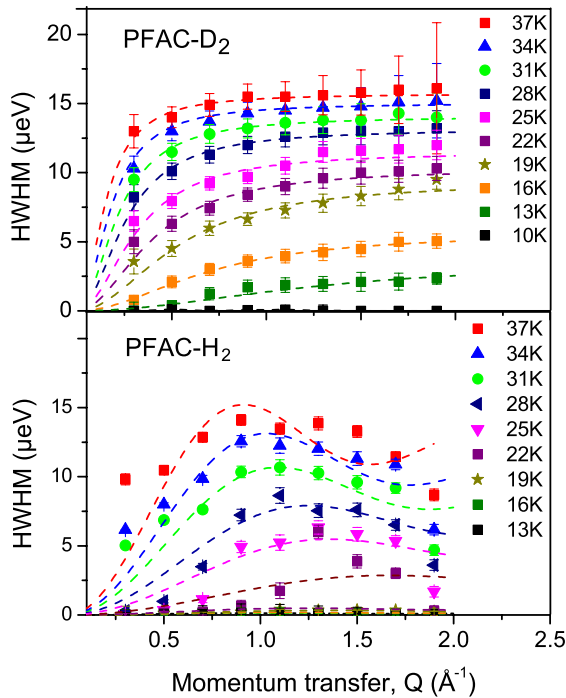 PFAC-D₂
HWHM (μeV)
20
15
10
5
0
37K
34K
31K
28K
25K
22K
19K
16K
13K
10K
PFAC-H₂
HWHM (μeV)
15
10
5
0
37K
34K
31K
28K
25K
22K
19K
16K
13K
0.5
1.0
1.5
2.0
2.5
Momentum transfer, Q (Å⁻¹)